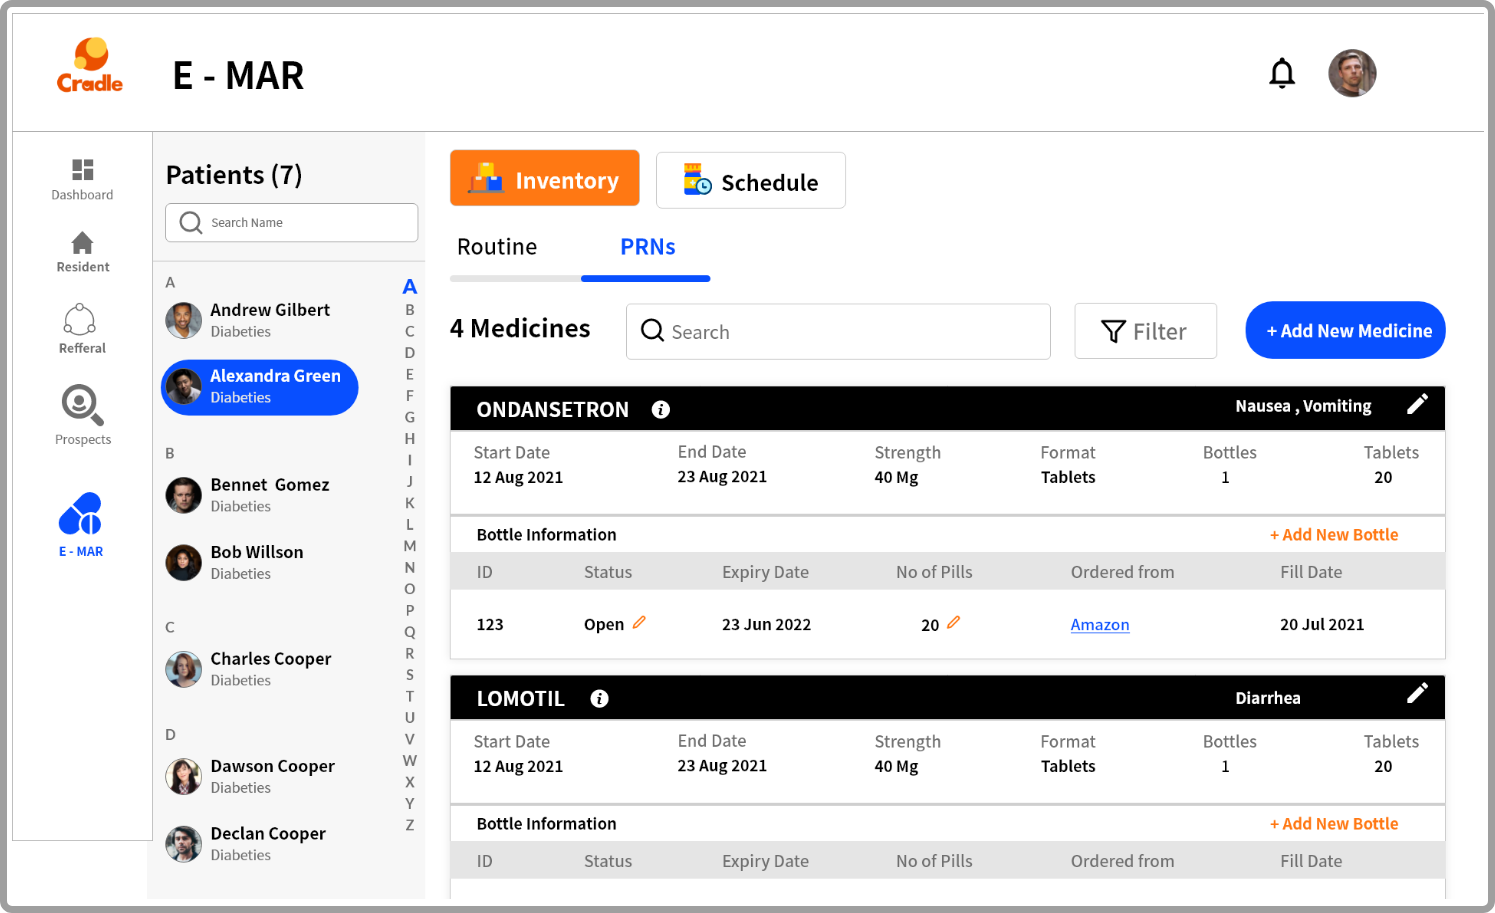 Cradle
E - MAR
Dashboard
Resident
Refferal
Prospects
E - MAR
Patients (7)
Search Name
A
Andrew Gilbert
Diabeties
Alexandra Green
Diabeties
B
Bennet Gomez
Diabeties
Bob Willson
Diabeties
C
Charles Cooper
Diabeties
D
Dawson Cooper
Diabeties
Declan Cooper
Diabeties
A
B
C
D
E
F
G
H
I
J
K
L
M
N
O
P
Q
R
S
T
U
V
W
X
Y
Z
Inventory
Schedule
Routine PRNs
4 Medicines
Search
Filter
+ Add New Medicine
ONDANSETRON i Nausea , Vomiting
Start Date End Date Strength Format Bottles Tablets
12 Aug 2021 23 Aug 2021 40 Mg Tablets 1 20
Bottle Information + Add New Bottle
ID Status Expiry Date No of Pills Ordered from Fill Date
123 Open 23 Jun 2022 20 Amazon 20 Jul 2021
LOMOTIL i Diarrhea
Start Date End Date Strength Format Bottles Tablets
12 Aug 2021 23 Aug 2021 40 Mg Tablets 1 20
Bottle Information + Add New Bottle
ID Status Expiry Date No of Pills Ordered from Fill Date